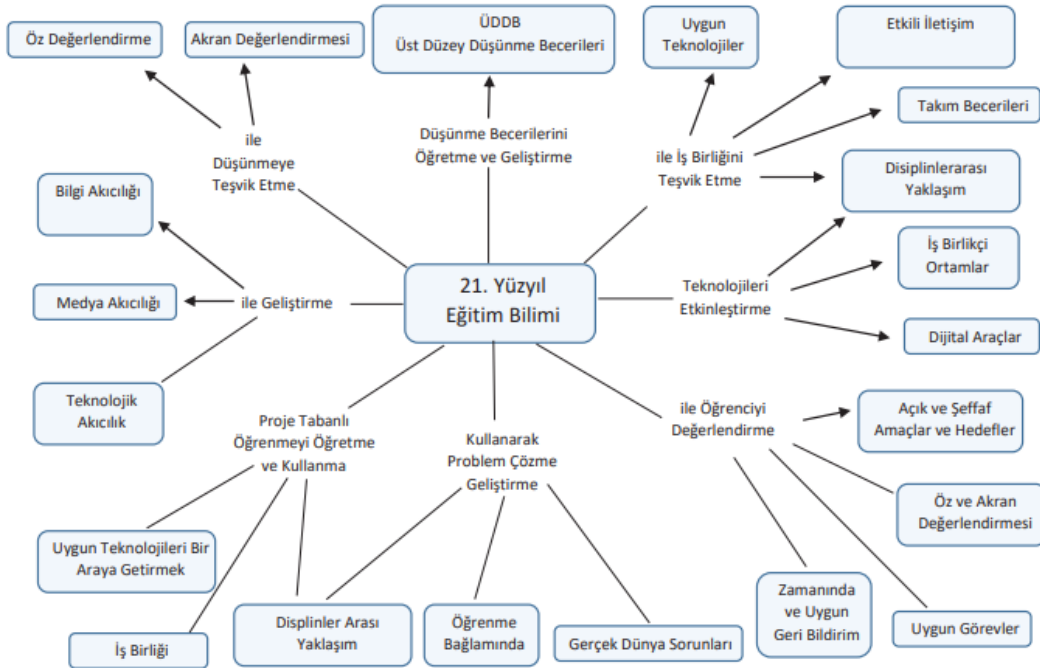 Öz Değerlendirme
Akran Değerlendirmesi
ÜDDB
Üst Düzey Düşünme Becerileri
Uygun
Teknolojiler
Etkili İletişim
Takım Becerileri
ile
Düşünmeye
Teşvik Etme
Düşünme Becerilerini
Öğretme ve Geliştirme
ile İş Birliğini
Teşvik Etme
Disiplinlerarası
Yaklaşım
Bilgi Akıcılığı
İş Birlikçi
Ortamlar
Medya Akıcılığı
ile Geliştirme
21. Yüzyıl
Eğitim Bilimi
Teknolojileri
Etkinleştirme
Dijital Araçlar
Teknolojik
Akıcılık
Proje Tabanlı
Öğrenmeyi Öğretme
ve Kullanma
Kullanarak
Problem Çözme
Geliştirme
ile Öğrenciyi
Değerlendirme
Açık ve Şeffaf
Amaçlar ve Hedefler
Öz ve Akran
Değerlendirmesi
Uygun Teknolojileri Bir
Araya Getirmek
İş Birliği
Displinler Arası
Yaklaşım
Öğrenme
Bağlamında
Gerçek Dünya Sorunları
Zamanında
ve Uygun
Geri Bildirim
Uygun Görevler